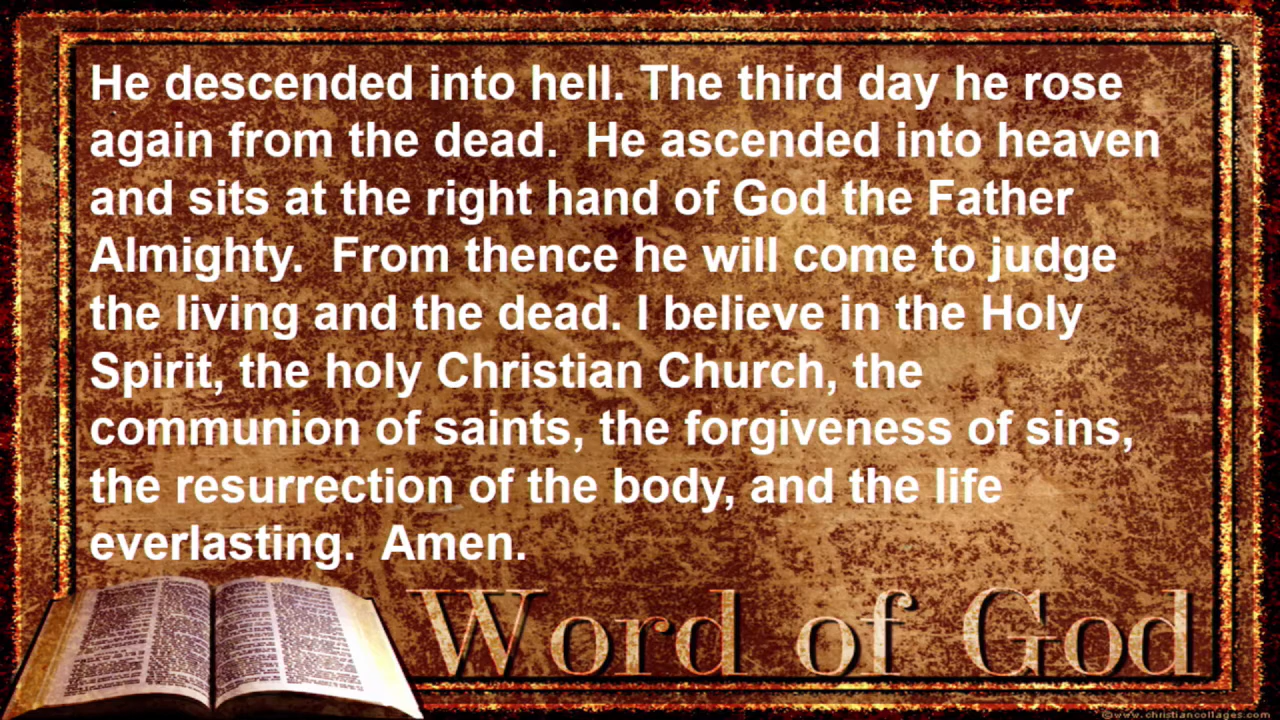 He descended into hell. The third day he rose
again from the dead.  He ascended into heaven
and sits at the right hand of God the Father
Almighty.  From thence he will come to judge
the living and the dead. I believe in the Holy
Spirit, the holy Christian Church, the
communion of saints, the forgiveness of sins,
the resurrection of the body, and the life
everlasting.  Amen.
Word of God
©www.christiancollages.com